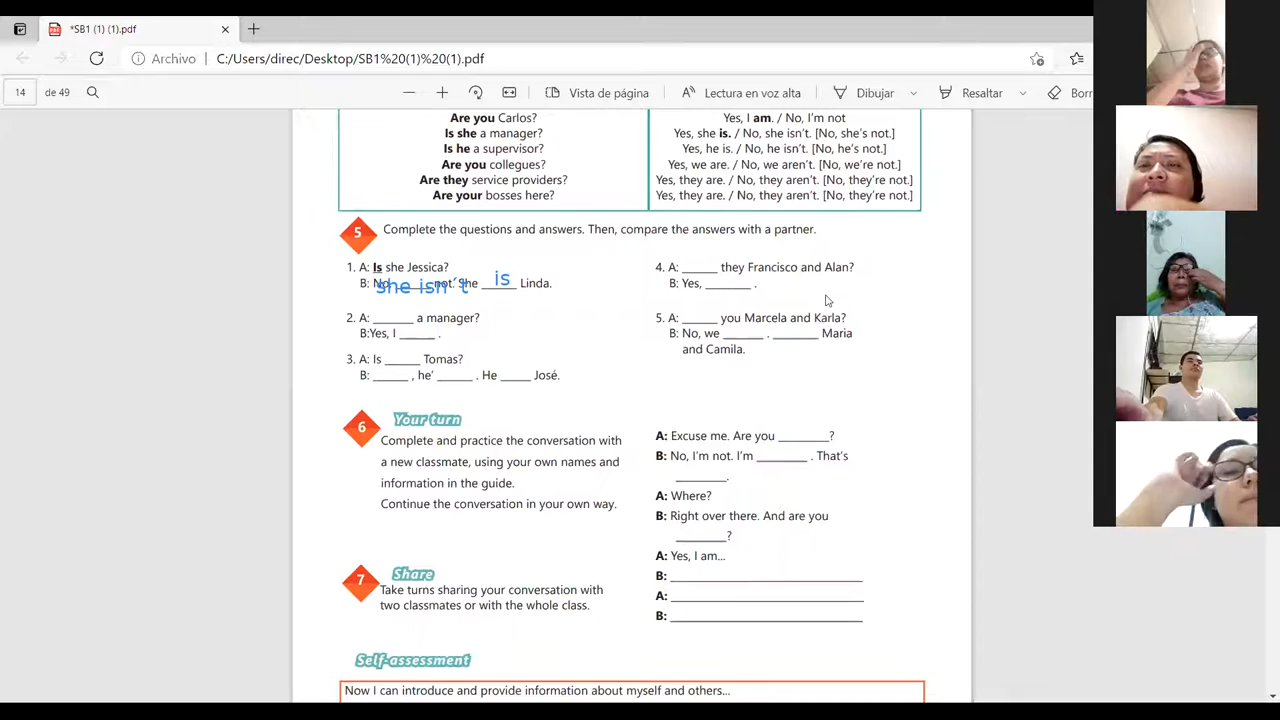 *SB1 (1) (1).pdf
Archivo C:/Users/direc/Desktop/SB1%20(1)%20(1).pdf
14 de 49 Vista de página Lectura en voz alta Dibujar Resaltar Borr
Are you Carlos? Yes, I am. / No, I'm not
Is she a manager? Yes, she is. / No, she isn't. [No, she's not.]
Is he a supervisor? Yes, he is. / No, he isn't. [No, he's not.]
Are you collegues? Yes, we are. / No, we aren't. [No, we're not.]
Are they service providers? Yes, they are. / No, they aren't. [No, they're not.]
Are your bosses here? Yes, they are. / No, they aren't. [No, they're not.]
5 Complete the questions and answers. Then, compare the answers with a partner.
1. A: Is she Jessica?
B: No, ______ not. She ______ Linda.
she isn´t is
2. A: _______ a manager?
B:Yes, I ______ .
3. A: Is ______ Tomas?
B: ______ , he' ______ . He _____ José.
4. A: ______ they Francisco and Alan?
B: Yes, ________ .
5. A: ______ you Marcela and Karla?
B: No, we _______ . ________ Maria
and Camila.
6 Your turn
Complete and practice the conversation with
a new classmate, using your own names and
information in the guide.
Continue the conversation in your own way.
A: Excuse me. Are you ________?
B: No, I'm not. I'm ________ . That's
________.
A: Where?
B: Right over there. And are you
________?
A: Yes, I am...
B: ______________________________
A: ______________________________
B: ______________________________
7 Share
Take turns sharing your conversation with
two classmates or with the whole class.
Self-assessment
Now I can introduce and provide information about myself and others...